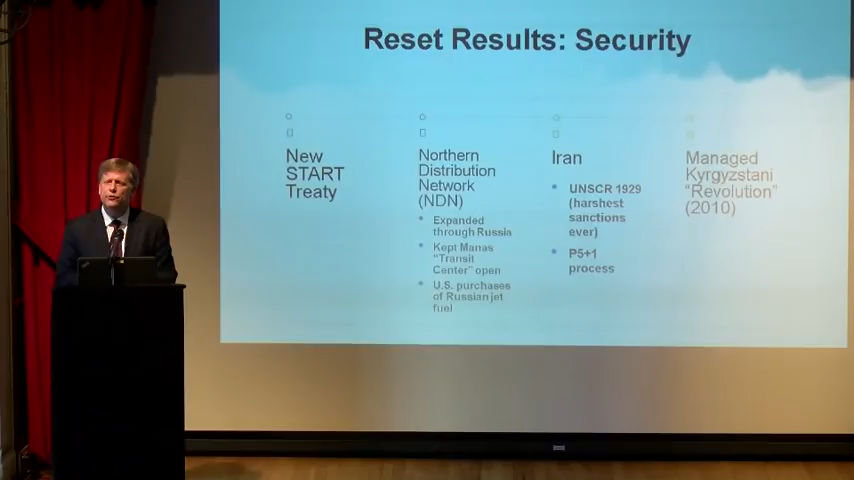 Reset Results: Security
New
START
Treaty
Northern
Distribution
Network
(NDN)
• Expanded
through Russia
• Kept Manas
"Transit
Center" open
• U.S. purchases
of Russian jet
fuel
Iran
• UNSCR 1929
(harshest
sanctions
ever)
• P5+1
process
Managed
Kyrgyzstani
"Revolution"
(2010)